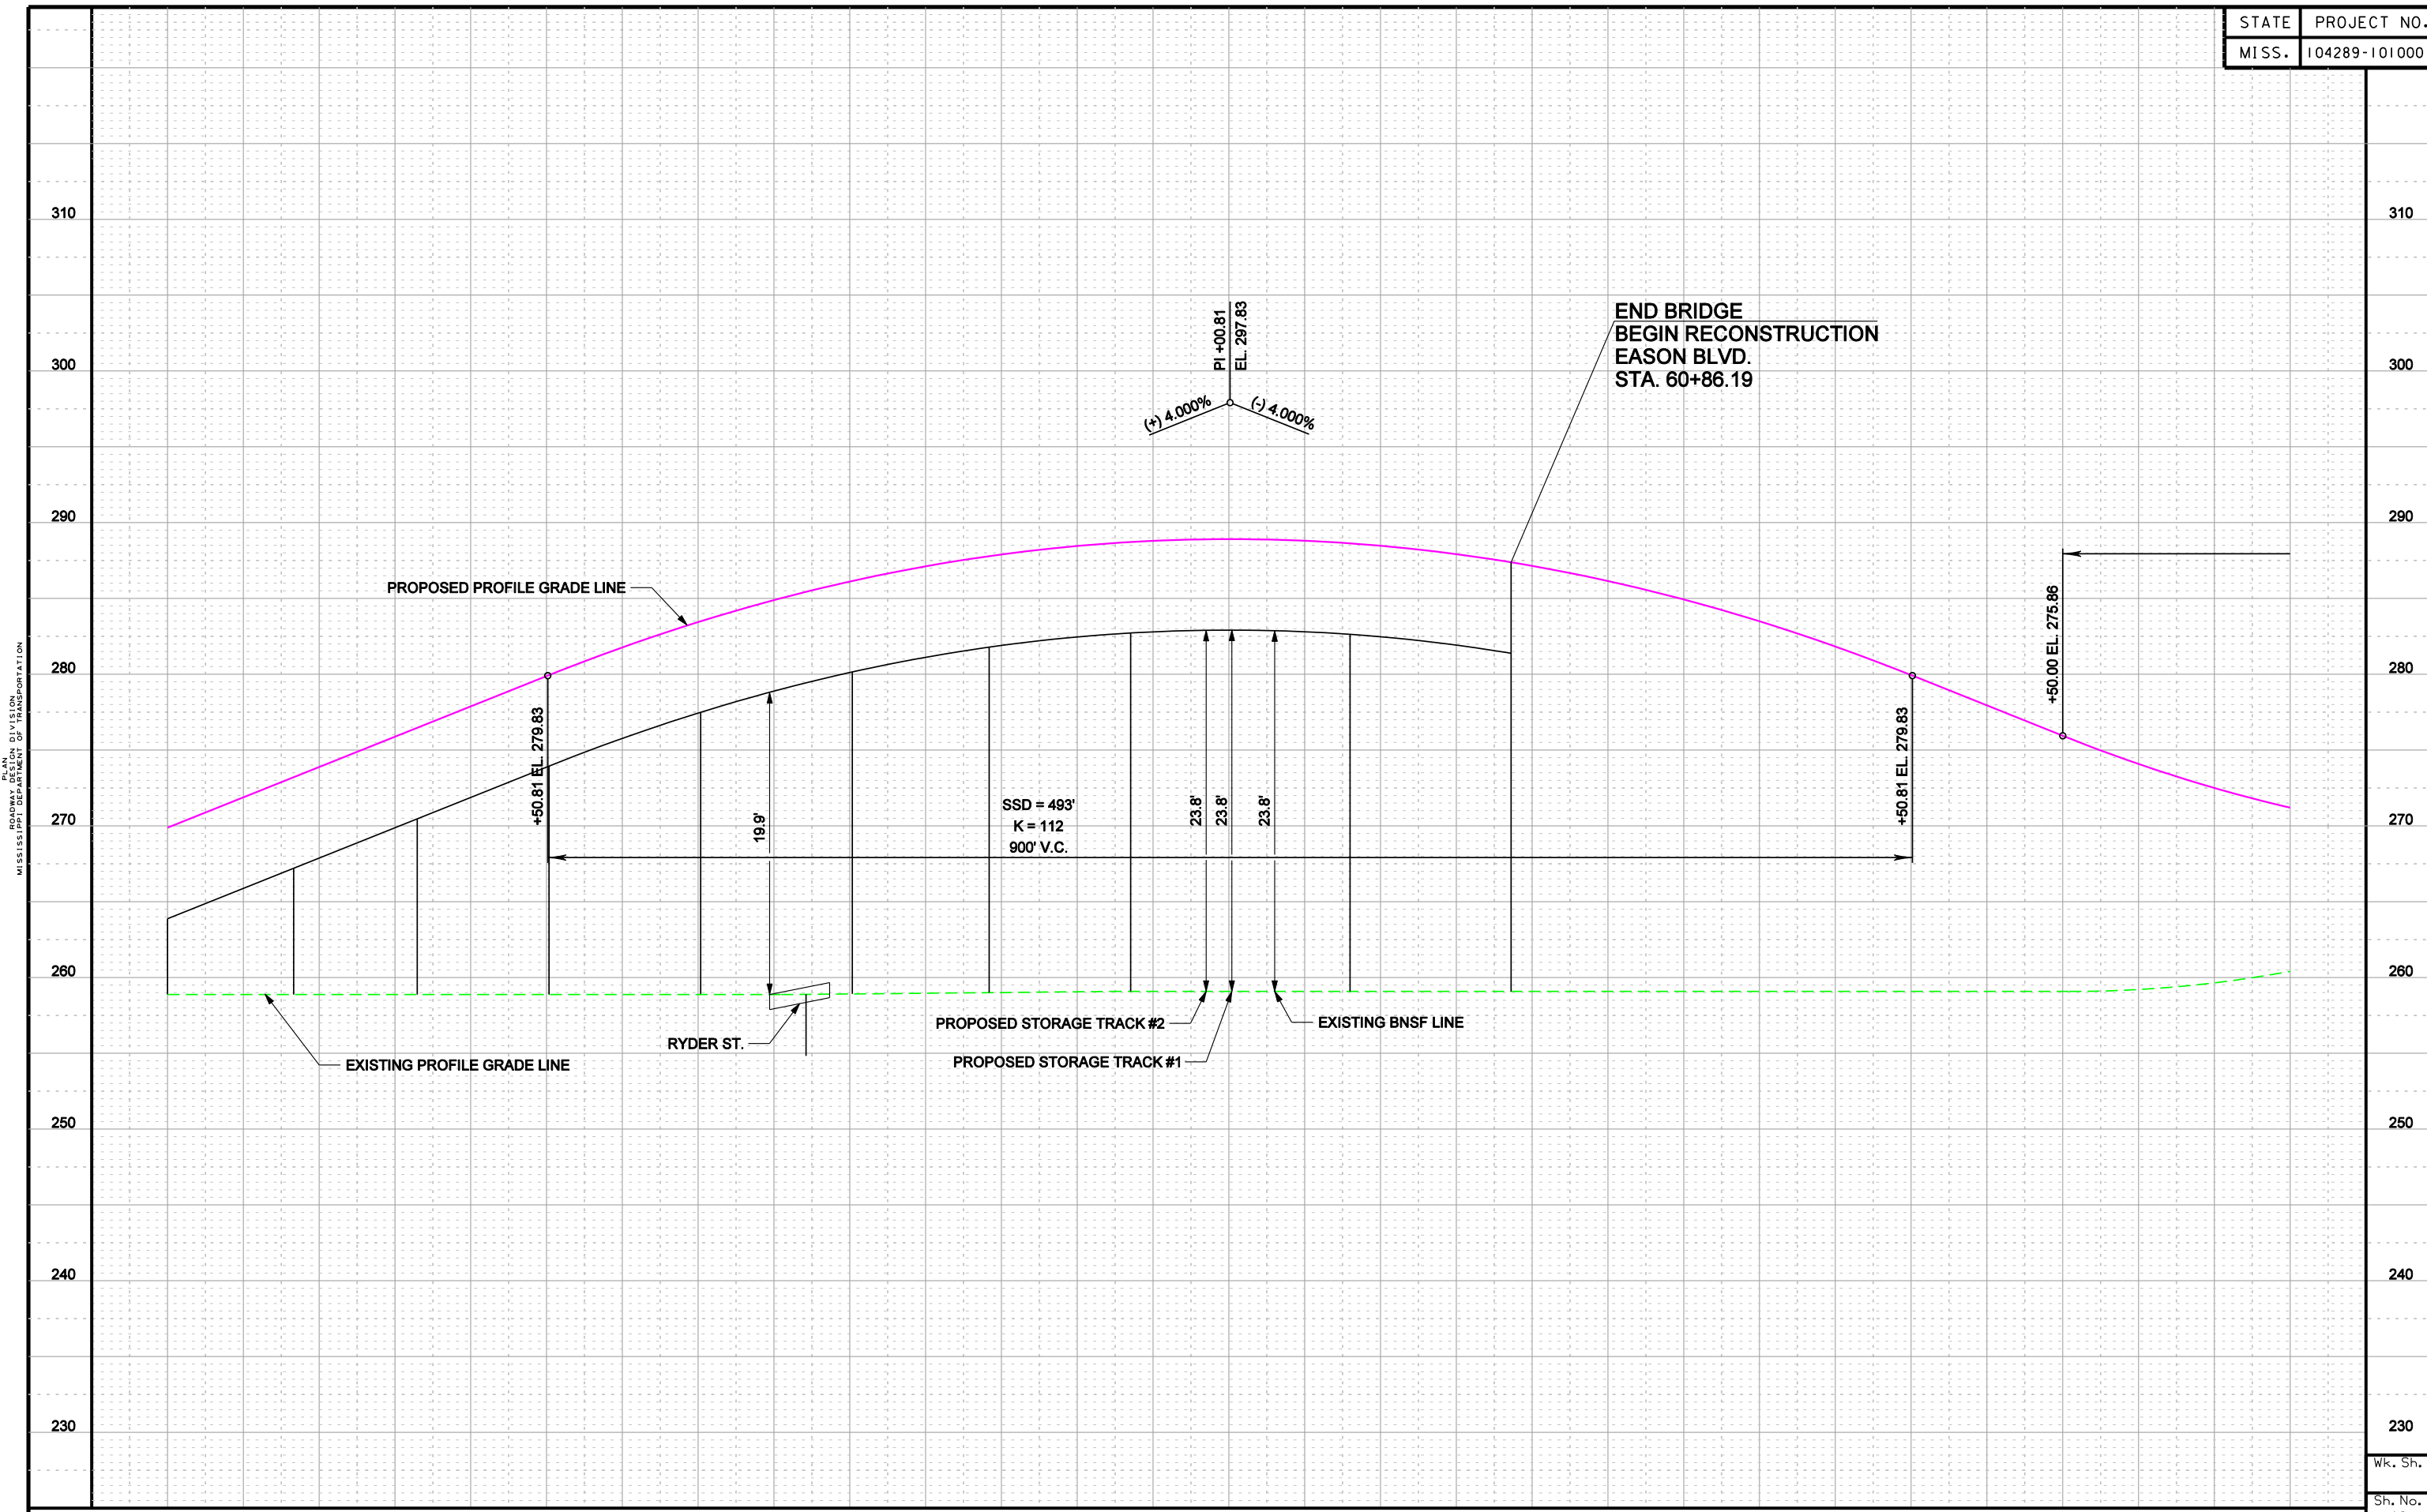 STATE PROJECT NO.
MISS. 104289-101000
310 310
PI +00.81
EL. 297.83
END BRIDGE
BEGIN RECONSTRUCTION
EASON BLVD.
STA. 60+86.19
300 300
(+) 4.000% (-) 4.000%
290 290
PROPOSED PROFILE GRADE LINE
+50.00 EL. 275.86
280 280
+50.81 EL. 279.83
+50.81 EL. 279.83
PLAN
ROADWAY DESIGN DIVISION
MISSISSIPPI DEPARTMENT OF TRANSPORTATION
270 270
19.9'
SSD = 493'
K = 112
900' V.C.
23.8'
23.8'
23.8'
260 260
PROPOSED STORAGE TRACK #2
EXISTING BNSF LINE
RYDER ST.
PROPOSED STORAGE TRACK #1
EXISTING PROFILE GRADE LINE
250 250
240 240
230 230
Wk. Sh.
Sh. No.